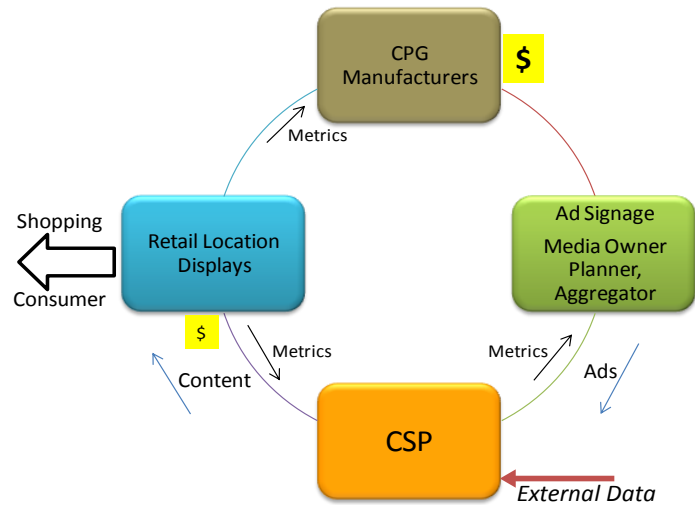 CPG
Manufacturers
$
Metrics
Shopping
Consumer
Retail Location
Displays
Ad Signage
Media Owner
Planner,
Aggregator
$
Metrics
Content
Metrics
Ads
CSP
External Data